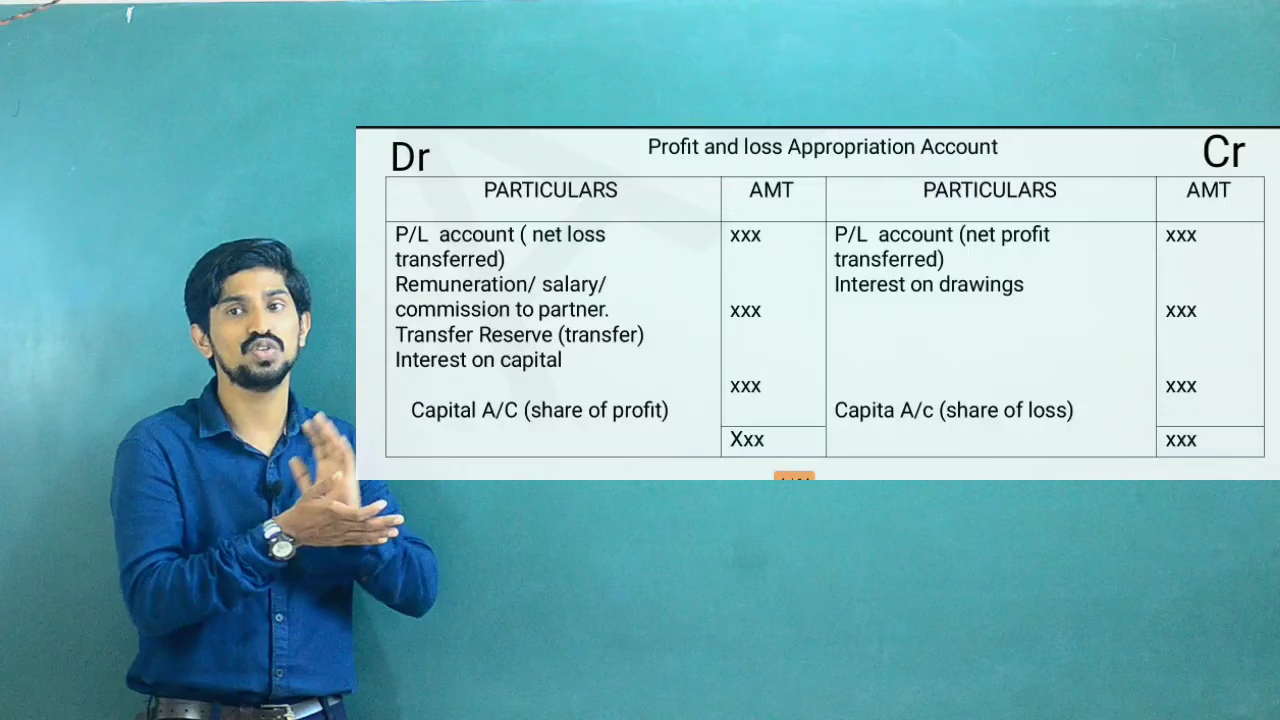 Dr
Profit and loss Appropriation Account
Cr
PARTICULARS
AMT
PARTICULARS
AMT
P/L account ( net loss
transferred)
xxx
Remuneration/ salary/
commission to partner.
xxx
Transfer Reserve (transfer)
Interest on capital
xxx
Capital A/C (share of profit)
Xxx
P/L account (net profit
transferred)
xxx
Interest on drawings
xxx
xxx
Capita A/c (share of loss)
xxx